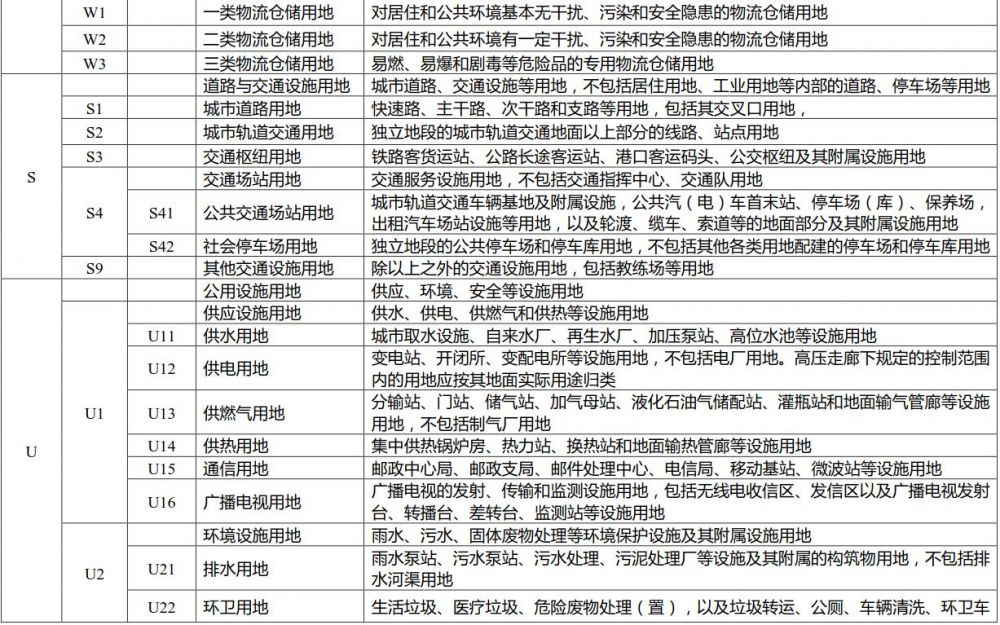 W1 一类物流仓储用地 对居住和公共环境基本无干扰、污染和安全隐患的物流仓储用地
W2 二类物流仓储用地 对居住和公共环境有一定干扰、污染和安全隐患的物流仓储用地
W3 三类物流仓储用地 易燃、易爆和剧毒等危险品的专用物流仓储用地
S 道路与交通设施用地 城市道路、交通设施等用地，不包括居住用地、工业用地等内部的道路、停车场等用地
S1 城市道路用地 快速路、主干路、次干路和支路等用地，包括其交叉口用地，
S2 城市轨道交通用地 独立地段的城市轨道交通地面以上部分的线路、站点用地
S3 交通枢纽用地 铁路客货运站、公路长途客运站、港口客运码头、公交枢纽及其附属设施用地
S4 交通场站用地 交通服务设施用地，不包括交通指挥中心、交通队用地
S41 公共交通场站用地 城市轨道交通车辆基地及附属设施，公共汽（电）车首末站、停车场（库）、保养场，
出租汽车场站设施等用地，以及轮渡、缆车、索道等的地面部分及其附属设施用地
S42 社会停车场用地 独立地段的公共停车场和停车库用地，不包括其他各类用地配建的停车场和停车库用地
S9 其他交通设施用地 除以上之外的交通设施用地，包括教练场等用地
U 公用设施用地 供应、环境、安全等设施用地
U1 供应设施用地 供水、供电、供燃气和供热等设施用地
U11 供水用地 城市取水设施、自来水厂、再生水厂、加压泵站、高位水池等设施用地
U12 供电用地 变电站、开闭所、变配电所等设施用地，不包括电厂用地。高压走廊下规定的控制范围
内的用地应按其地面实际用途归类
U13 供燃气用地 分输站、门站、储气站、加气母站、液化石油气储配站、灌瓶站和地面输气管廊等设施
用地，不包括制气厂用地
U14 供热用地 集中供热锅炉房、热力站、换热站和地面输热管廊等设施用地
U15 通信用地 邮政中心局、邮政支局、邮件处理中心、电信局、移动基站、微波站等设施用地
U16 广播电视用地 广播电视的发射、传输和监测设施用地，包括无线电收信区、发信区以及广播电视发射
台、转播台、差转台、监测站等设施用地
U2 环境设施用地 雨水、污水、固体废物处理等环境保护设施及其附属设施用地
U21 排水用地 雨水泵站、污水泵站、污水处理、污泥处理厂等设施及其附属的构筑物用地，不包括排
水河渠用地
U22 环卫用地 生活垃圾、医疗垃圾、危险废物处理（置），以及垃圾转运、公厕、车辆清洗、环卫车